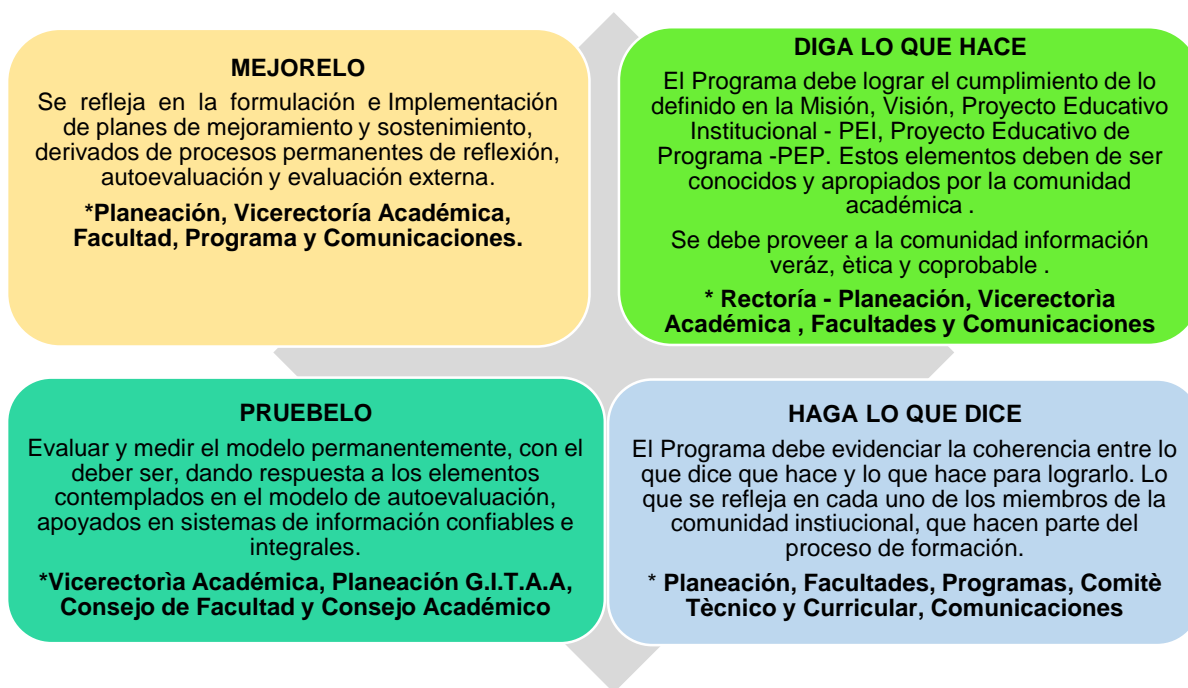 MEJORELO
Se refleja en la formulación e Implementación
de planes de mejoramiento y sostenimiento,
derivados de procesos permanentes de reflexión,
autoevaluación y evaluación externa.
*Planeación, Vicerectoría Académica,
Facultad, Programa y Comunicaciones.
DIGA LO QUE HACE
El Programa debe lograr el cumplimiento de lo
definido en la Misión, Visión, Proyecto Educativo
Institucional - PEI, Proyecto Educativo de
Programa -PEP. Estos elementos deben de ser
conocidos y apropiados por la comunidad
académica .
Se debe proveer a la comunidad información
veráz, ètica y coprobable .
* Rectoría - Planeación, Vicerectorìa
Académica , Facultades y Comunicaciones
PRUEBELO
Evaluar y medir el modelo permanentemente, con el
deber ser, dando respuesta a los elementos
contemplados en el modelo de autoevaluación,
apoyados en sistemas de información confiables e
integrales.
*Vicerectorìa Académica, Planeación G.I.T.A.A,
Consejo de Facultad y Consejo Académico
HAGA LO QUE DICE
El Programa debe evidenciar la coherencia entre lo
que dice que hace y lo que hace para lograrlo. Lo
que se refleja en cada uno de los miembros de la
comunidad instiucional, que hacen parte del
proceso de formación.
* Planeación, Facultades, Programas, Comitè
Tècnico y Curricular, Comunicaciones